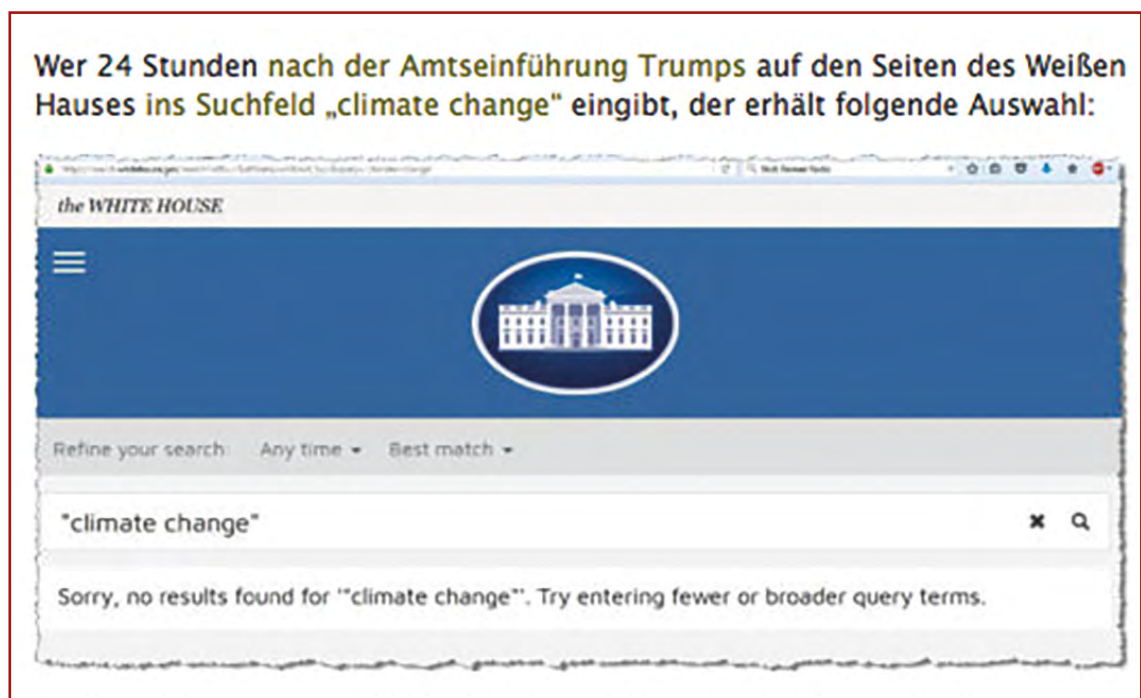 Wer 24 Stunden nach der Amtseinführung Trumps auf den Seiten des Weißen
Hauses ins Suchfeld „climate change“ eingibt, der erhält folgende Auswahl:
the WHITE HOUSE
Refine your search: Any time Best match
"climate change"
Sorry, no results found for '"climate change"'. Try entering fewer or broader query terms.